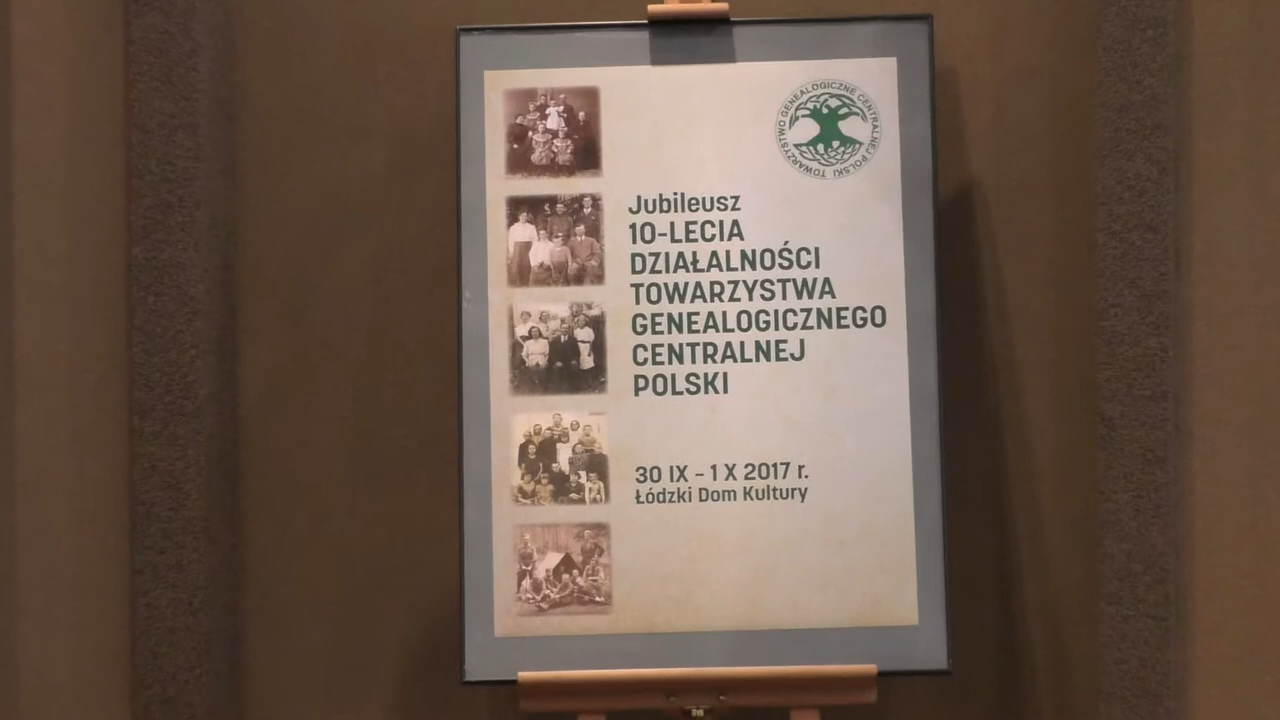 TOWARZYSTWO GENEALOGICZNE CENTRALNEJ POLSKI
Jubileusz
10-LECIA
DZIAŁALNOŚCI
TOWARZYSTWA
GENEALOGICZNEGO
CENTRALNEJ
POLSKI
30 IX – 1 X 2017 r.
Łódzki Dom Kultury